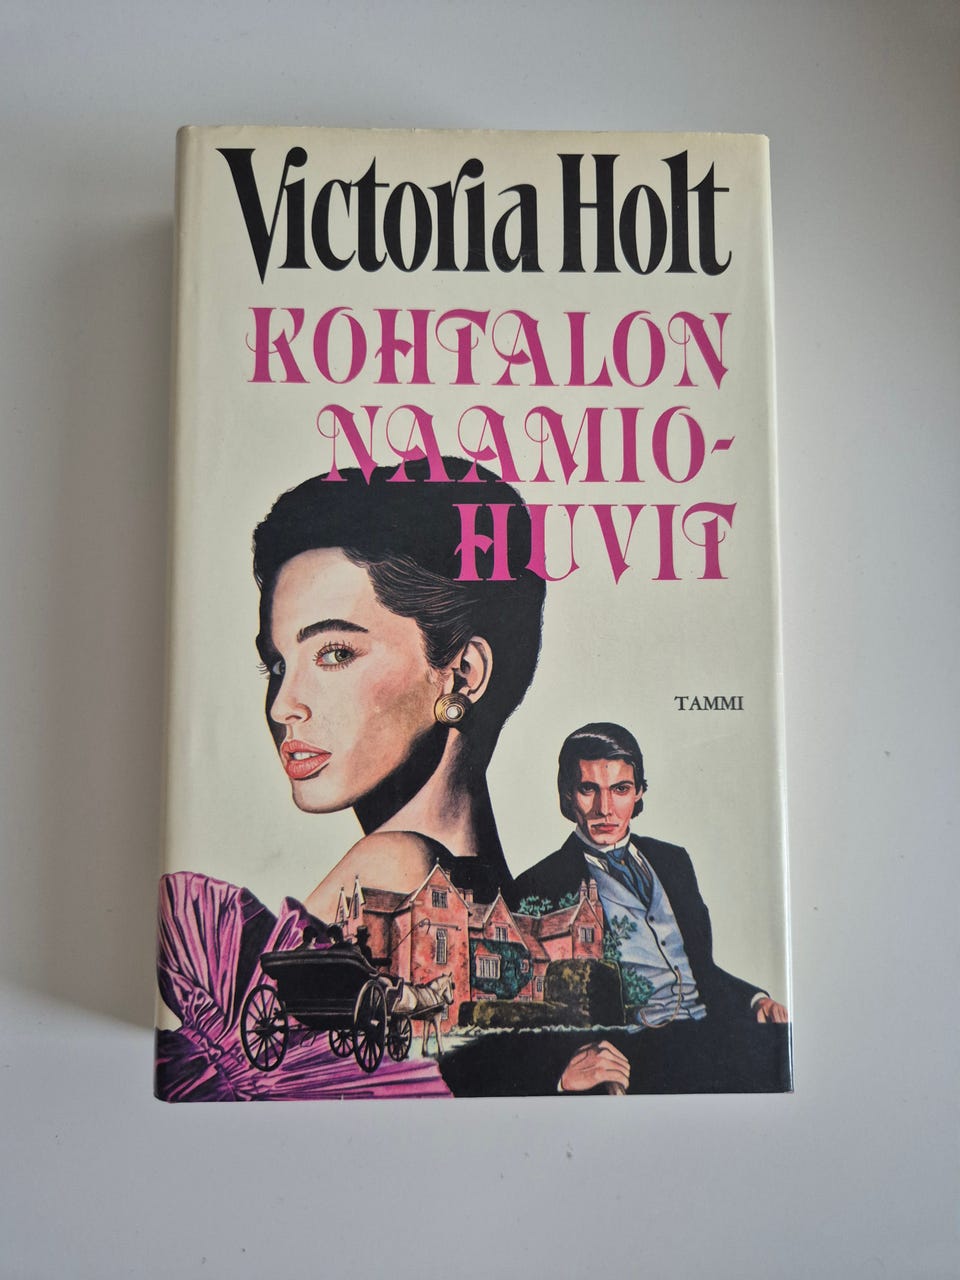 Victoria Holt
KOHTALON
NAAMIO-
HUVIT
TAMMI